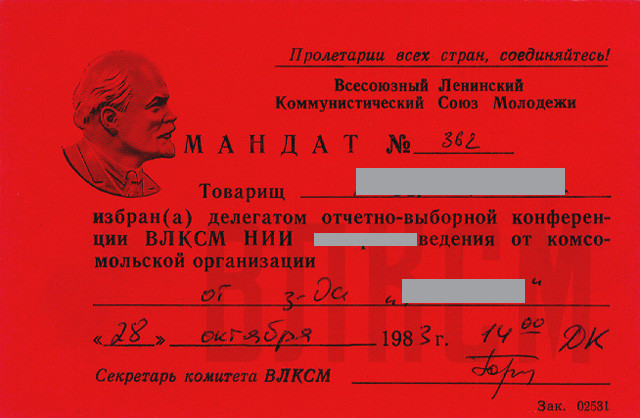 Пролетарии всех стран, соединяйтесь!
Всесоюзный Ленинский
Коммунистический Союз Молодежи
МАНДАТ № 362
Товарищ
избран(а) делегатом отчетно-выборной конферен-
ции ВЛКСМ НИИ ведения от комсо-
мольской организации
от з-да „ “
«28» октября 1983 г. 14 00 ДК
Секретарь комитета ВЛКСМ
Зак. 02531
ВЛКСМ